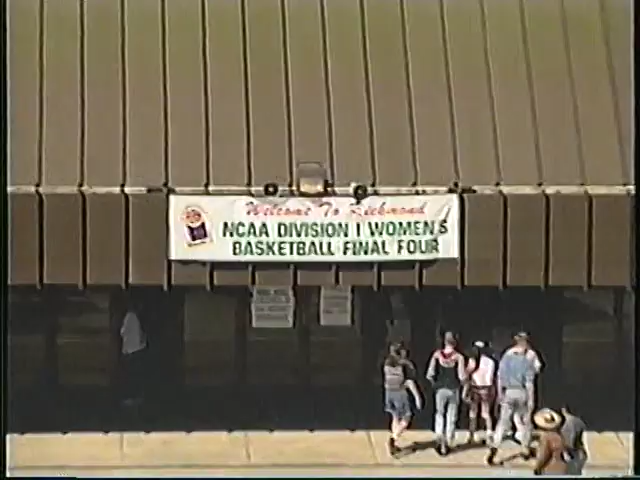 Welcome To Richmond
NCAA DIVISION I WOMEN'S
BASKETBALL FINAL FOUR